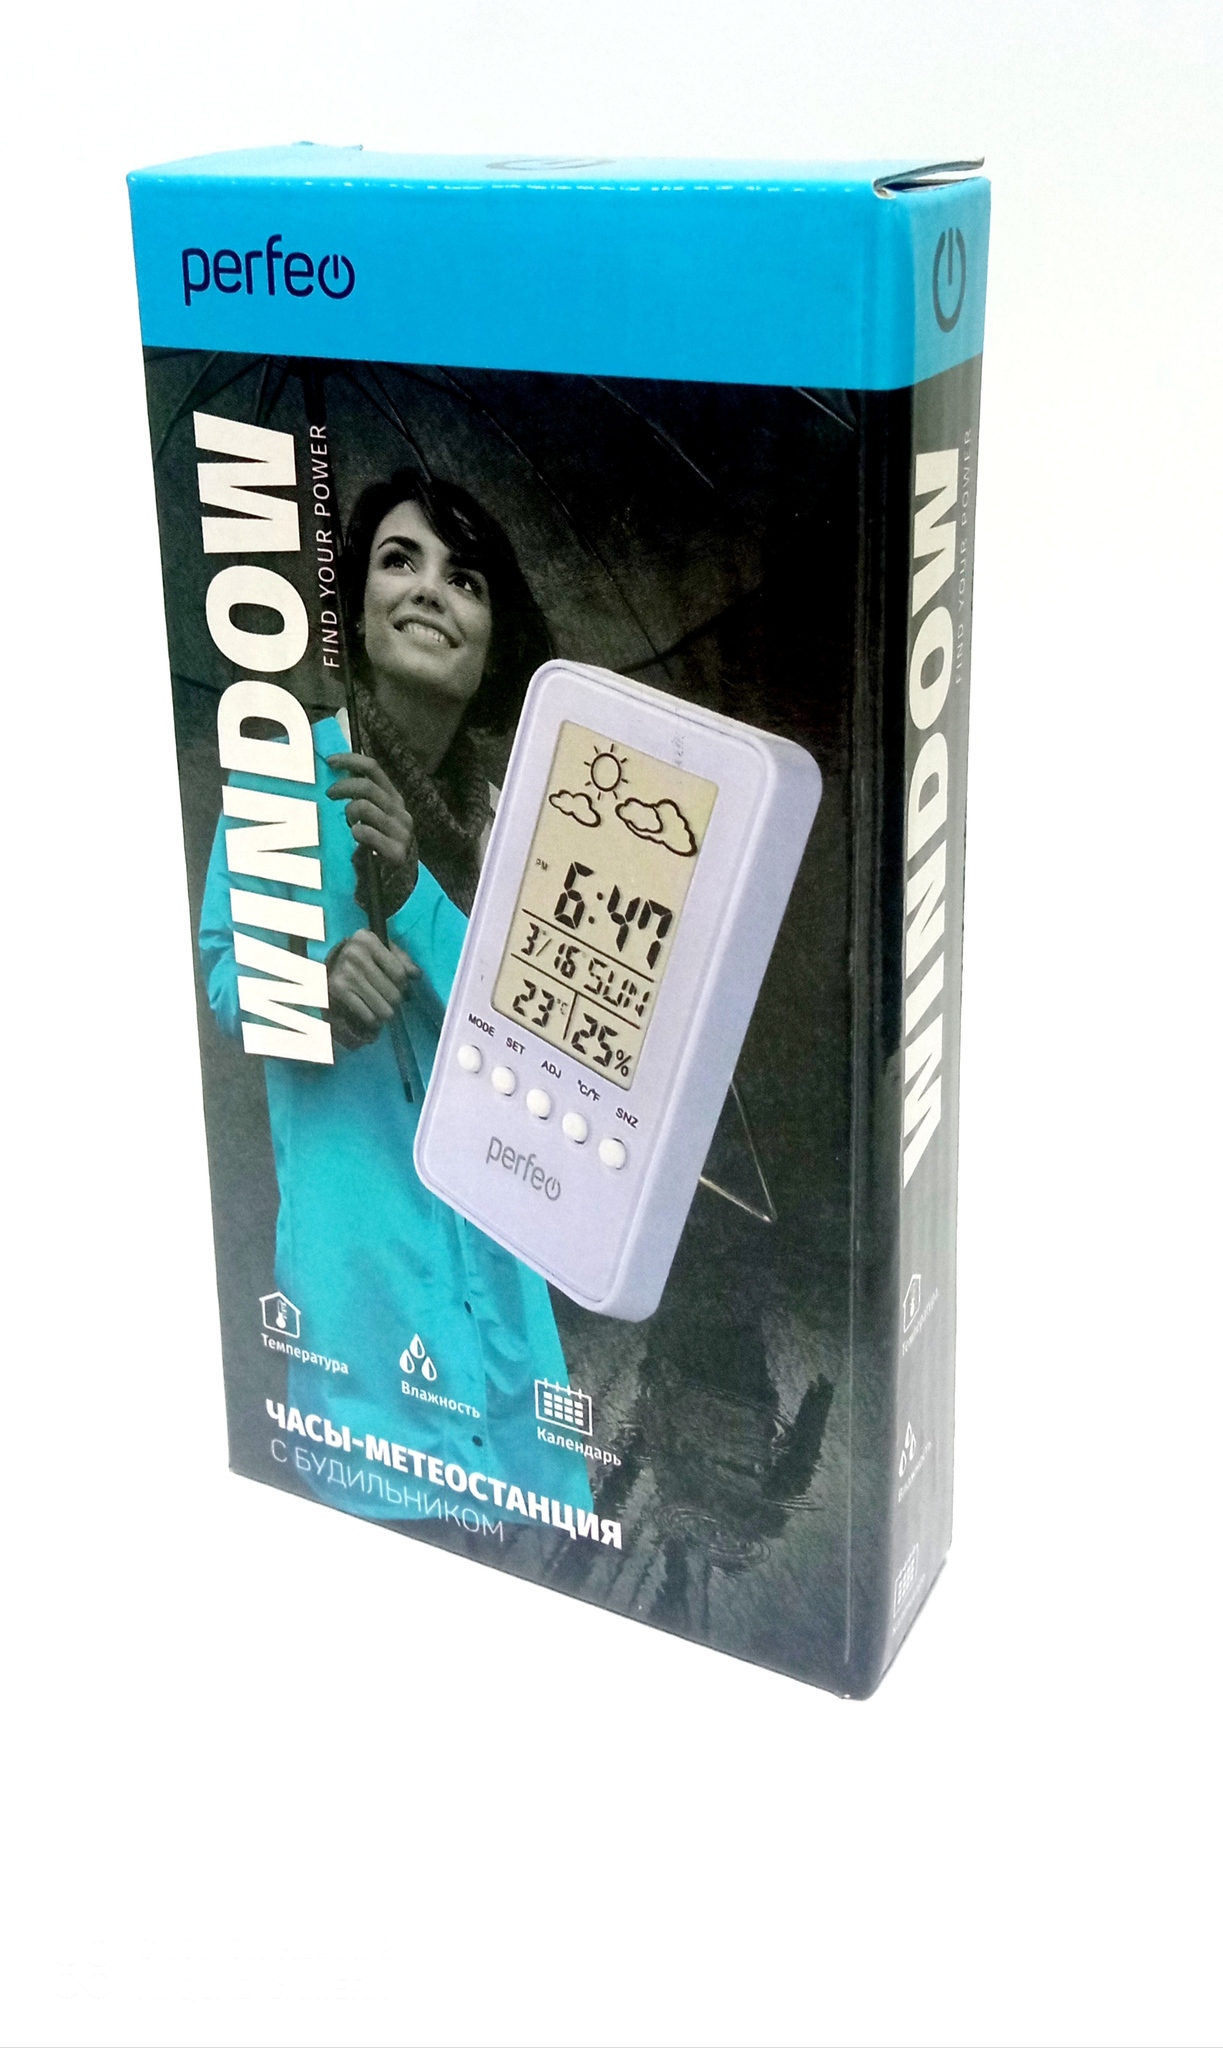 perfeo
WINDOW
FIND YOUR POWER
PM 6:47
3/16 SUN
23°C 25%
MODE SET ADJ °C/°F SNZ
perfeo
Температура
Влажность
Календарь
ЧАСЫ-МЕТЕОСТАНЦИЯ
С БУДИЛЬНИКОМ
WINDOW
FIND YOUR POWER
Температура
Влажность